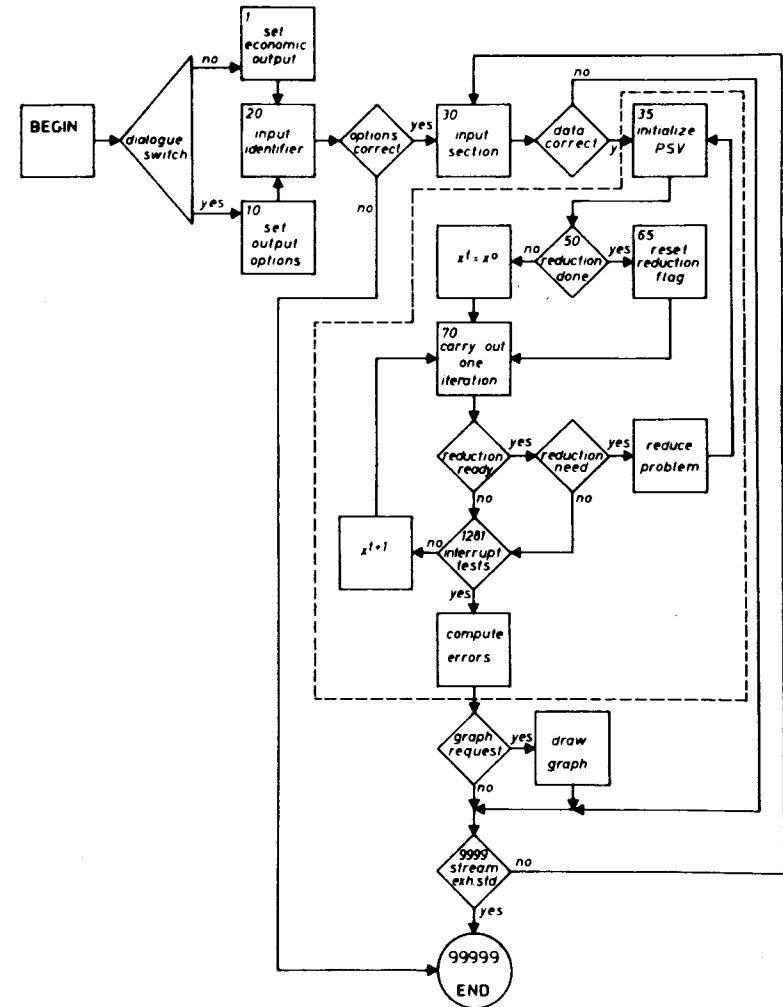 1
set
economic
output
no
BEGIN
dialogue
switch
yes
20
input
identifier
10
set
output
options
options
correct
yes
no
30
input
section
data
correct
no
y
35
initialize
PSV
50
reduction
done
no
yes
x^t = x^o
65
reset
reduction
flag
70
carry out
one
iteration
reduction
ready
yes
no
reduction
need
yes
no
reduce
problem
1281
interrupt
tests
no
yes
x^t+1
compute
errors
graph
request
yes
no
draw
graph
9999
stream
exh.std
no
yes
99999
END